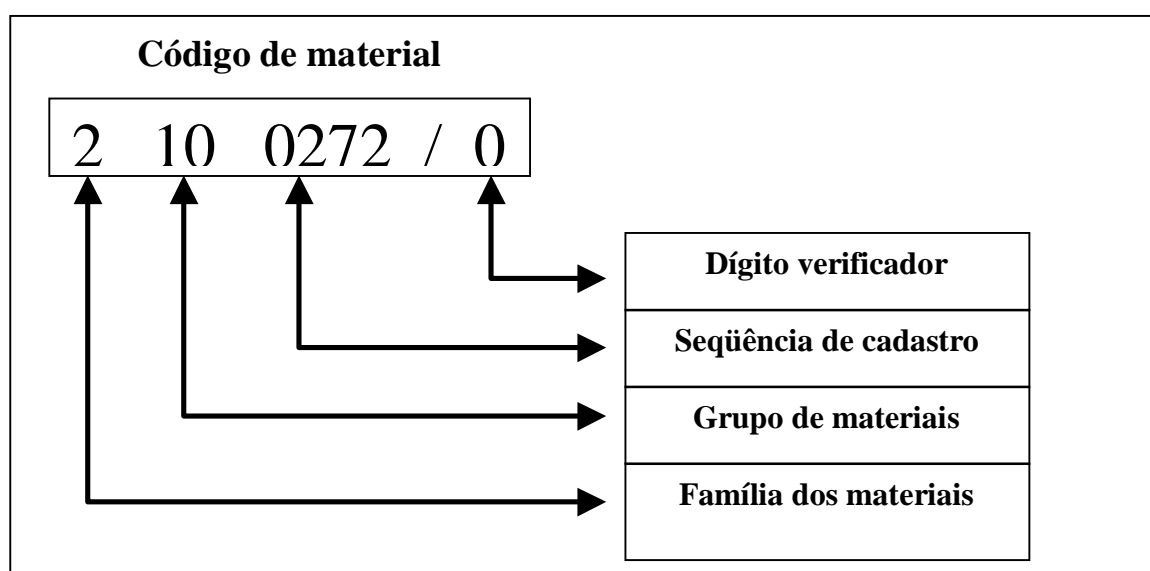 Código de material
2 10 0272 / 0
Dígito verificador
Seqüência de cadastro
Grupo de materiais
Família dos materiais